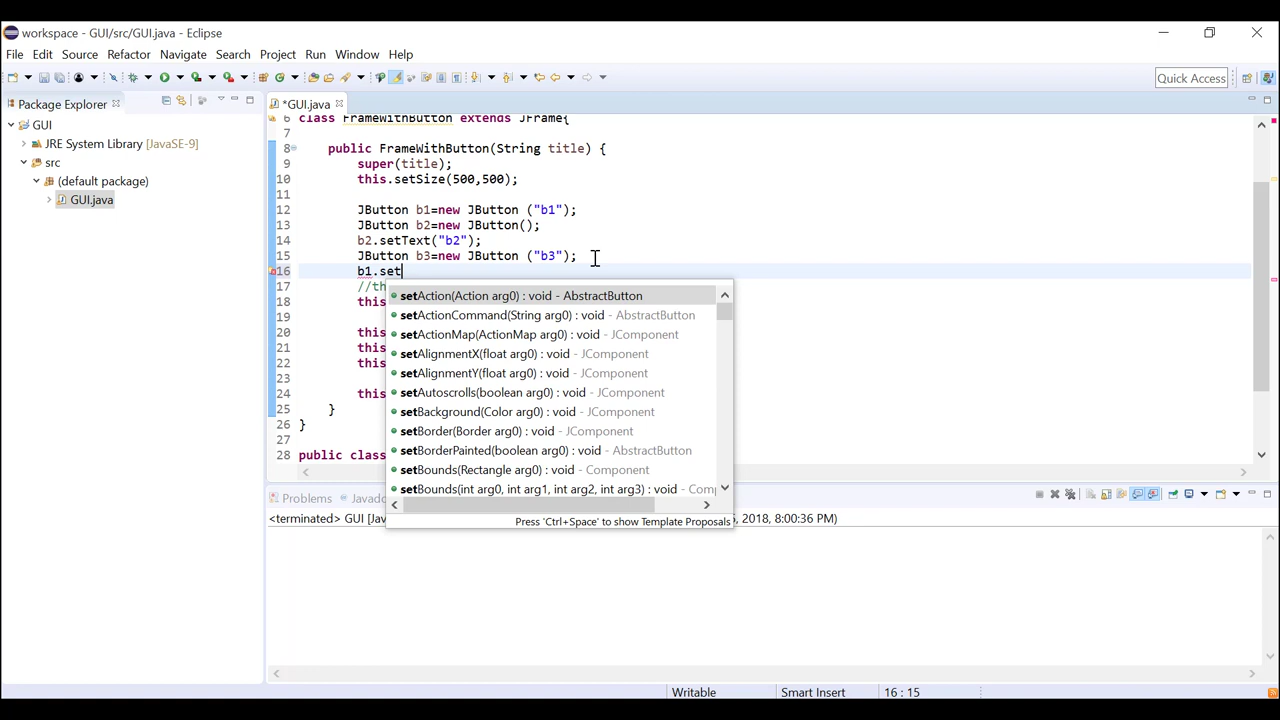 workspace - GUI/src/GUI.java - Eclipse
File Edit Source Refactor Navigate Search Project Run Window Help
Quick Access
Package Explorer
*GUI.java
GUI
JRE System Library [JavaSE-9]
src
(default package)
GUI.java
6 class FrameWithButton extends JFrame{
7
8 public FrameWithButton(String title) {
9 super(title);
10 this.setSize(500,500);
11
12 JButton b1=new JButton ("b1");
13 JButton b2=new JButton();
14 b2.setText("b2");
15 JButton b3=new JButton ("b3");
16 b1.set
17 //th
18 this
20 this
21 this
22 this
23
24 this
25 }
26 }
27
28 public class
setAction(Action arg0) : void - AbstractButton
setActionCommand(String arg0) : void - AbstractButton
setActionMap(ActionMap arg0) : void - JComponent
setAlignmentX(float arg0) : void - JComponent
setAlignmentY(float arg0) : void - JComponent
setAutoscrolls(boolean arg0) : void - JComponent
setBackground(Color arg0) : void - JComponent
setBorder(Border arg0) : void - JComponent
setBorderPainted(boolean arg0) : void - AbstractButton
setBounds(Rectangle arg0) : void - Component
setBounds(int arg0, int arg1, int arg2, int arg3) : void - Comp
Press 'Ctrl+Space' to show Template Proposals
Problems Javadoc
<terminated> GUI [Jav , 2018, 8:00:36 PM)
Writable Smart Insert 16 : 15